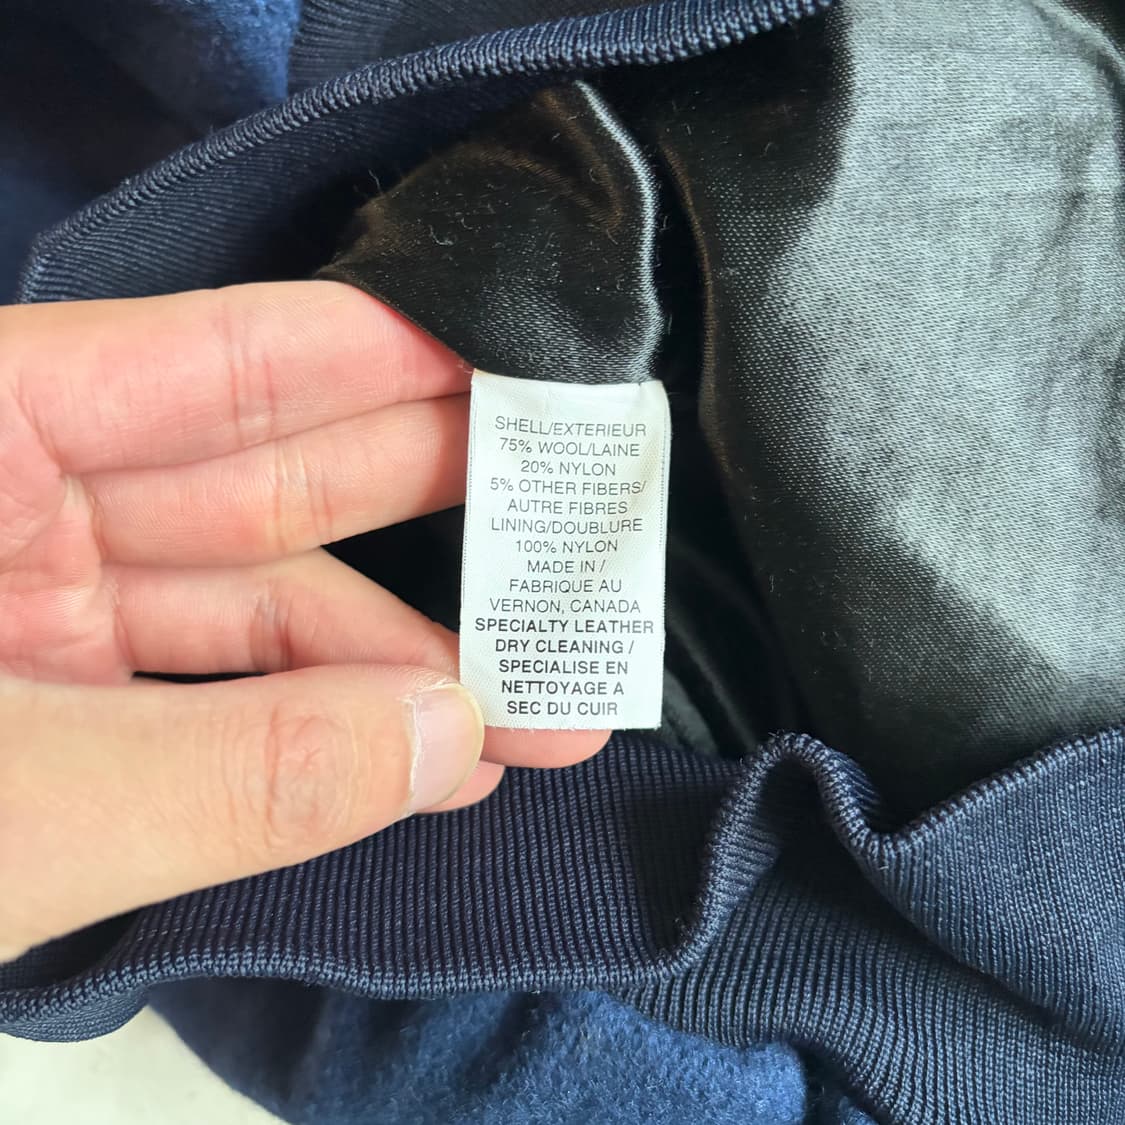 SHELL/EXTERIEUR
75% WOOL/LAINE
20% NYLON
5% OTHER FIBERS/
AUTRE FIBRES
LINING/DOUBLURE
100% NYLON
MADE IN /
FABRIQUE AU
VERNON, CANADA
SPECIALTY LEATHER
DRY CLEANING /
SPECIALISE EN
NETTOYAGE A
SEC DU CUIR